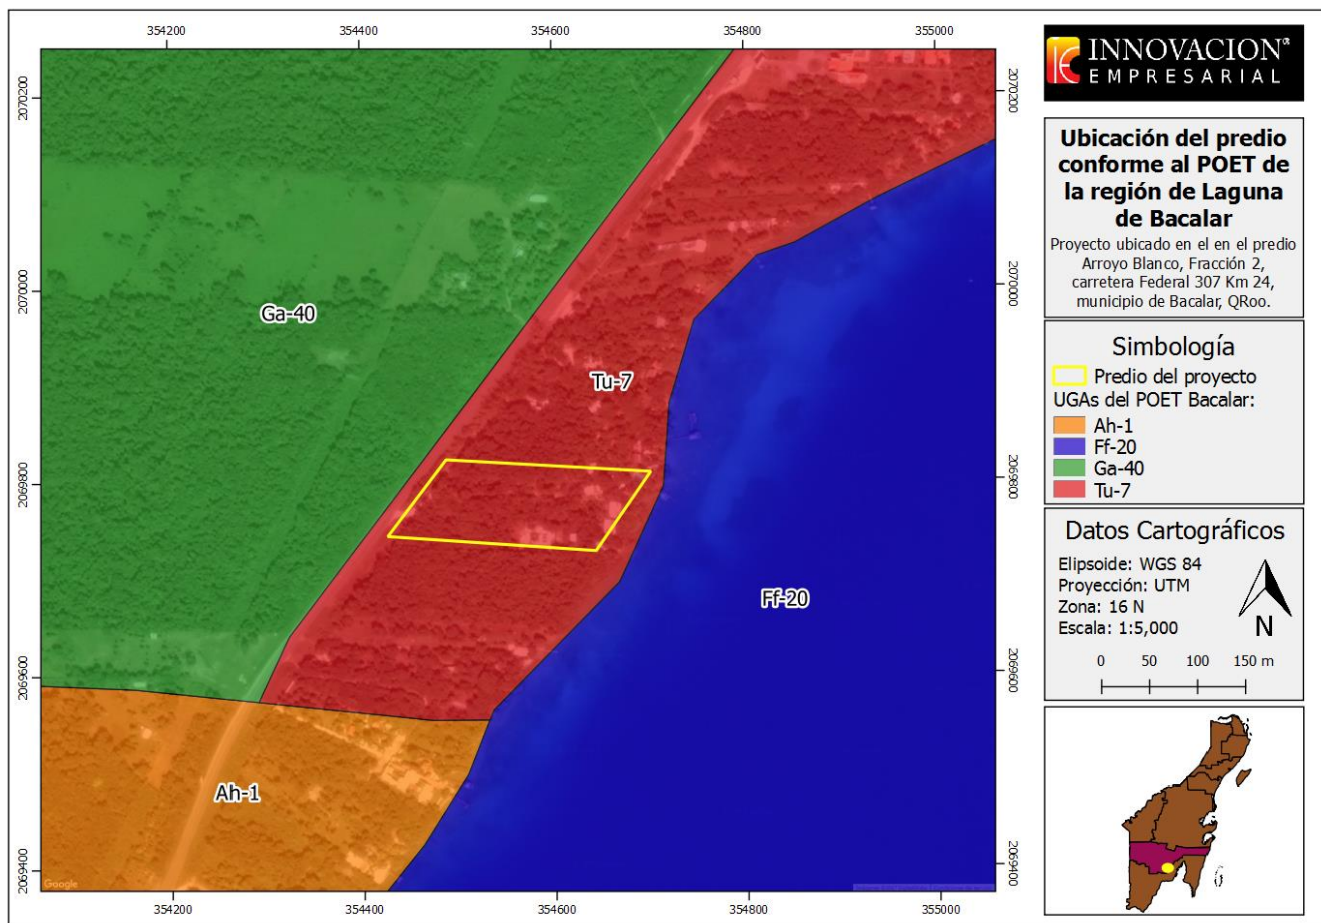 354200 354400 354600 354800 355000
2070200
2070000
2069800
2069600
2069400
2070200
2070000
2069800
2069600
2069400
Ga-40
Tu-7
Ff-20
Ah-1
Google
354200 354400 354600 354800 355000
INNOVACION®
EMPRESARIAL
Ubicación del predio
conforme al POET de
la región de Laguna
de Bacalar
Proyecto ubicado en el en el predio
Arroyo Blanco, Fracción 2,
carretera Federal 307 Km 24,
municipio de Bacalar, QRoo.
Simbología
Predio del proyecto
UGAs del POET Bacalar:
Ah-1
Ff-20
Ga-40
Tu-7
Datos Cartográficos
Elipsoide: WGS 84
Proyección: UTM
Zona: 16 N
Escala: 1:5,000
N
0 50 100 150 m